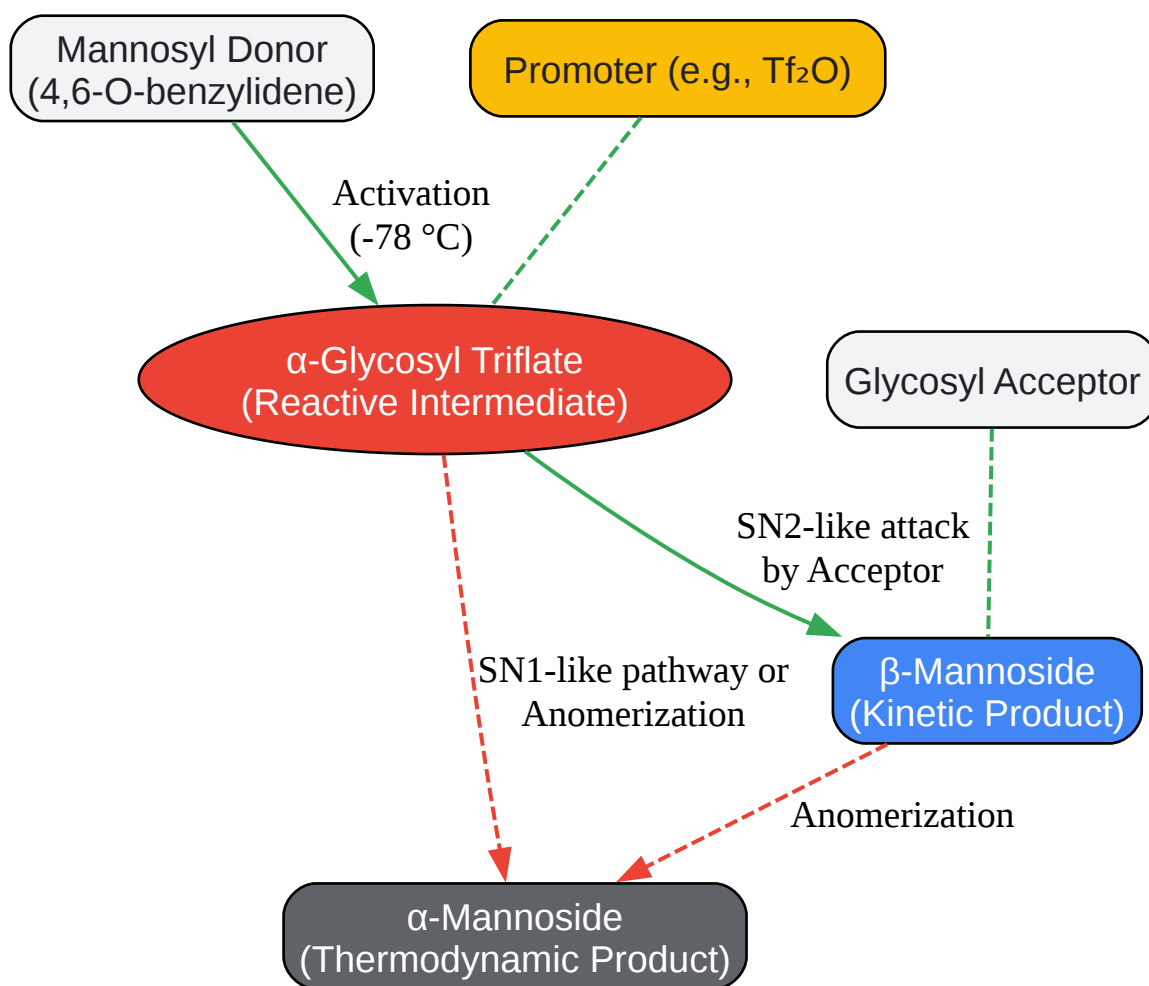 Mannosyl Donor
(4,6-O-benzylidene)
Promoter (e.g., Tf₂O)
Activation
(-78 °C)
α-Glycosyl Triflate
(Reactive Intermediate)
Glycosyl Acceptor
SN2-like attack
by Acceptor
SN1-like pathway or
Anomerization
β-Mannoside
(Kinetic Product)
Anomerization
α-Mannoside
(Thermodynamic Product)